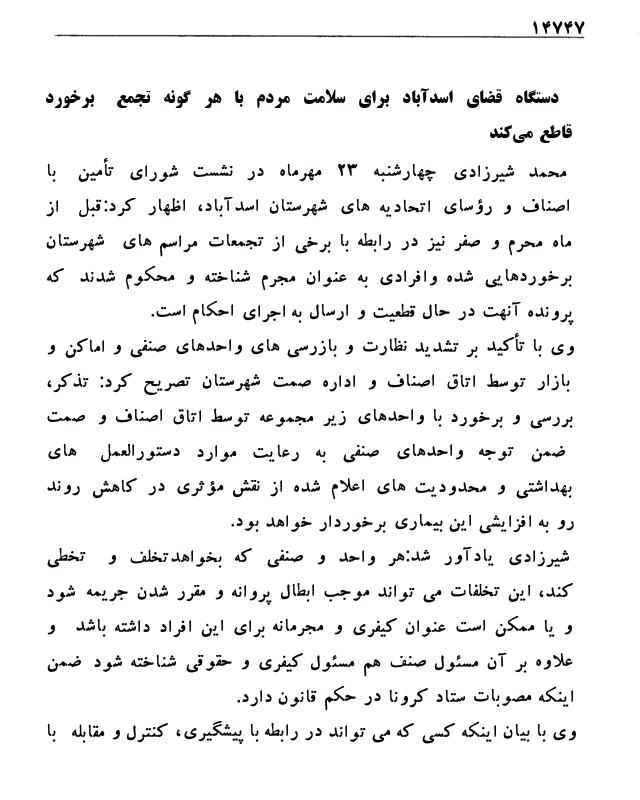 ۱۴۷۴۷
دستگاه قضای اسدآباد برای سلامت مردم با هر گونه تجمع برخورد
قاطع می‌کند
محمد شیرزادی چهارشنبه ۲۳ مهرماه در نشست شورای تأمین با
اصناف و رؤسای اتحادیه های شهرستان اسدآباد، اظهار کرد:قبل از
ماه محرم و صفر نیز در رابطه با برخی از تجمعات مراسم های شهرستان
برخوردهایی شده وافرادی به عنوان مجرم شناخته و محکوم شدند که
پرونده آنهت در حال قطعیت و ارسال به اجرای احکام است.
وی با تأکید بر تشدید نظارت و بازرسی های واحدهای صنفی و اماکن و
بازار توسط اتاق اصناف و اداره صمت شهرستان تصریح کرد: تذکر،
بررسی و برخورد با واحدهای زیر مجموعه توسط اتاق اصناف و صمت
ضمن توجه واحدهای صنفی به رعایت موارد دستورالعمل های
بهداشتی و محدودیت های اعلام شده از نقش مؤثری در کاهش روند
رو به افزایشی این بیماری برخوردار خواهد بود.
شیرزادی یادآور شد:هر واحد و صنفی که بخواهدتخلف و تخطی
کند، این تخلفات می تواند موجب ابطال پروانه و مقرر شدن جریمه شود
و یا ممکن است عنوان کیفری و مجرمانه برای این افراد داشته باشد و
علاوه بر آن مسئول صنف هم مسئول کیفری و حقوقی شناخته شود ضمن
اینکه مصوبات ستاد کرونا در حکم قانون دارد.
وی با بیان اینکه کسی که می تواند در رابطه با پیشگیری، کنترل و مقابله با